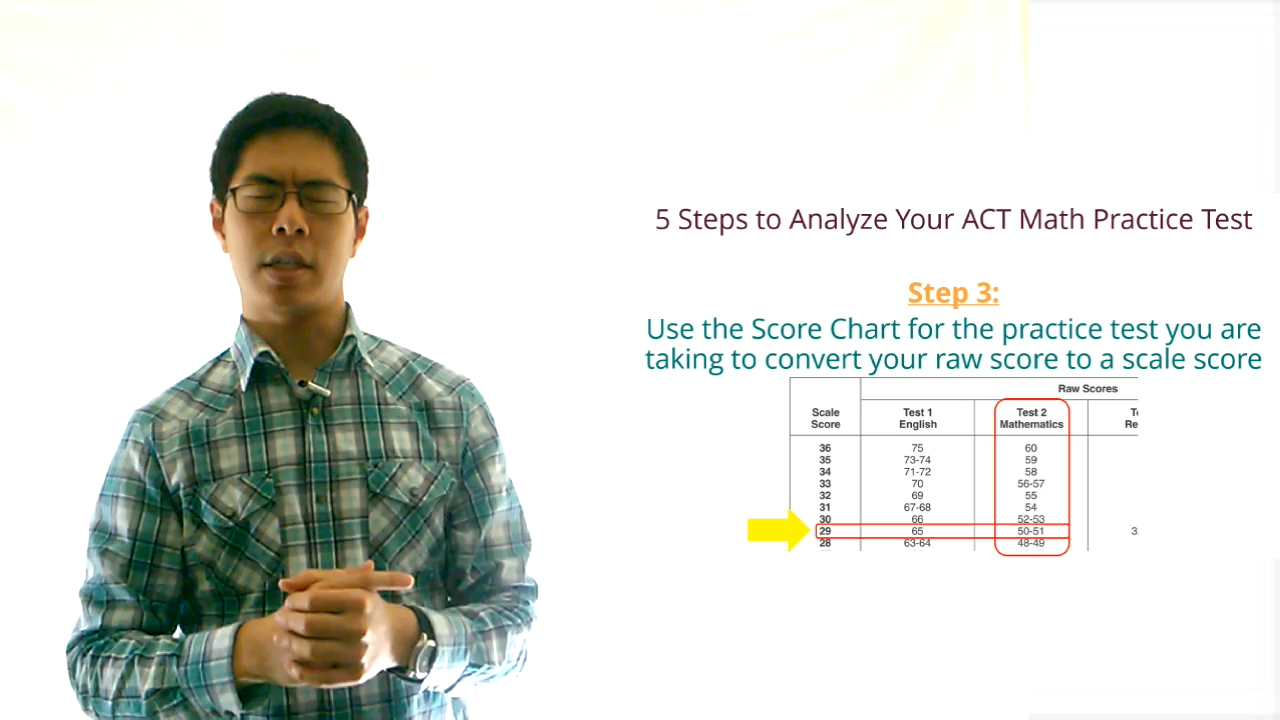 5 Steps to Analyze Your ACT Math Practice Test
Step 3:
Use the Score Chart for the practice test you are
taking to convert your raw score to a scale score
Raw Scores
Scale Score Test 1 English Test 2 Mathematics
36 75 60
35 73-74 59
34 71-72 58
33 70 56-57
32 69 55
31 67-68 54
30 66 52-53
29 65 50-51
28 63-64 48-49